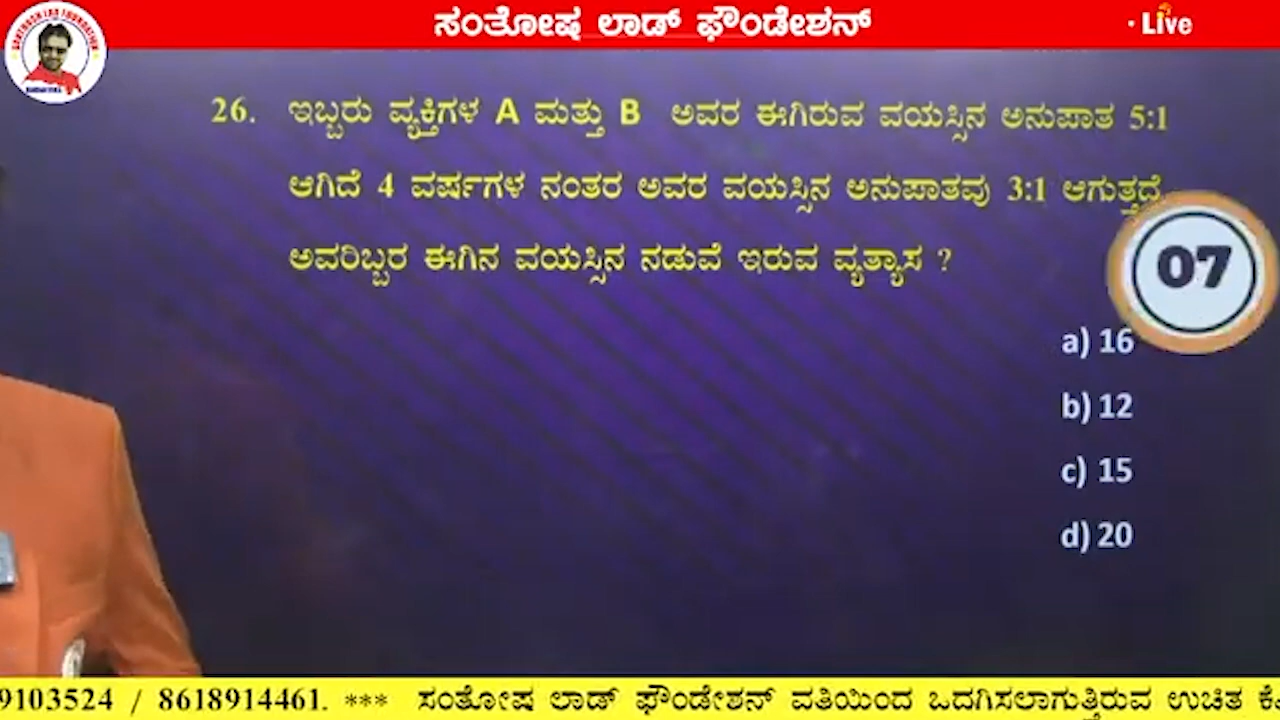 ಸಂತೋಷ ಲಾಡ್ ಫೌಂಡೇಶನ್
Live
26. ಇಬ್ಬರು ವ್ಯಕ್ತಿಗಳ A ಮತ್ತು B ಅವರ ಈಗಿರುವ ವಯಸ್ಸಿನ ಅನುಪಾತ 5:1
ಆಗಿದೆ 4 ವರ್ಷಗಳ ನಂತರ ಅವರ ವಯಸ್ಸಿನ ಅನುಪಾತವು 3:1 ಆಗುತ್ತದೆ.
ಅವರಿಬ್ಬರ ಈಗಿನ ವಯಸ್ಸಿನ ನಡುವೆ ಇರುವ ವ್ಯತ್ಯಾಸ ?
07
a) 16
b) 12
c) 15
d) 20
9103524 / 8618914461. *** ಸಂತೋಷ ಲಾಡ್ ಫೌಂಡೇಶನ್ ವತಿಯಿಂದ ಒದಗಿಸಲಾಗುತ್ತಿರುವ ಉಚಿತ